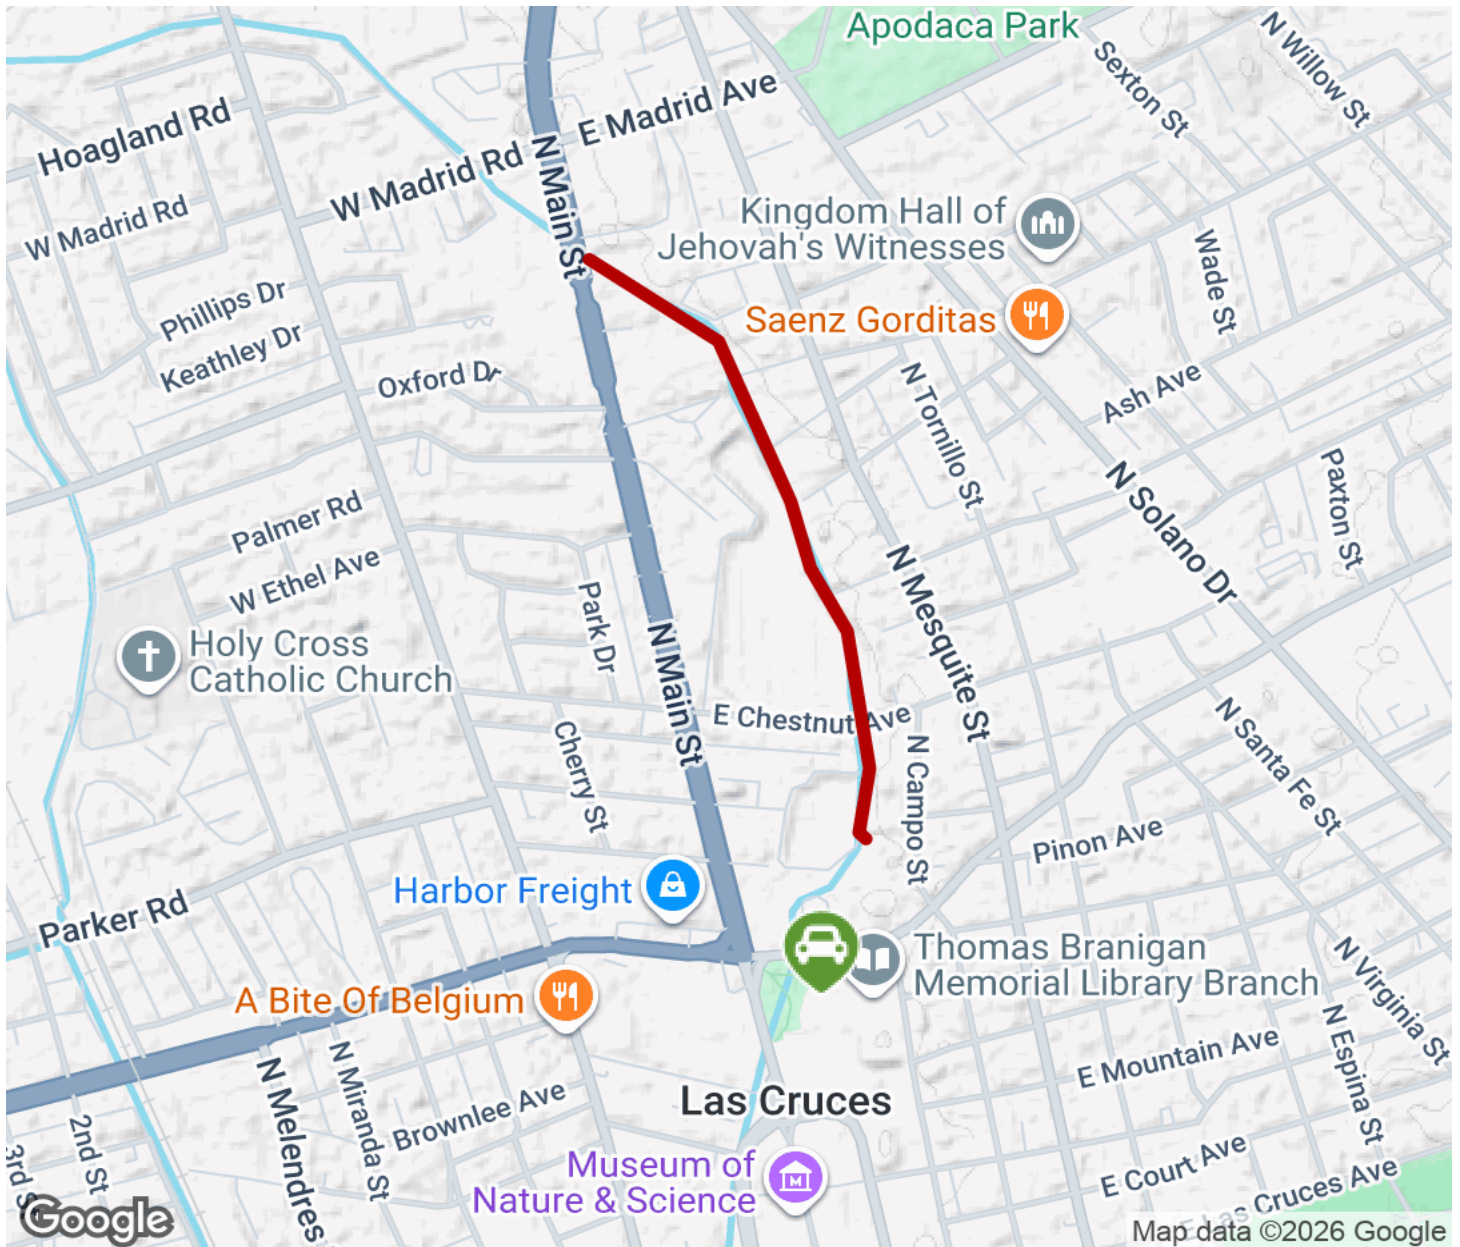 Apodaca Park
N Willow St
Sexton St
E Madrid Ave
Hoagland Rd
W Madrid Rd
N Main St
W Madrid Rd
Kingdom Hall of
Jehovah's Witnesses
Wade St
Phillips Dr
Saenz Gorditas
Keathley Dr
Oxford Dr
Ash Ave
N Tornillo St
Paxton St
N Solano Dr
Palmer Rd
W Ethel Ave
N Mesquite St
Park Dr
Holy Cross
Catholic Church
N Main St
E Chestnut Ave
N Santa Fe St
Cherry St
N Campo St
Pinon Ave
Harbor Freight
Parker Rd
Thomas Branigan
Memorial Library Branch
N Virginia St
A Bite Of Belgium
N Espina St
E Mountain Ave
N Melendres
N Miranda St
Brownlee Ave
Las Cruces
2nd St
3rd St
Museum of
Nature & Science
E Court Ave
E Las Cruces Ave
Google
Map data ©2026 Google